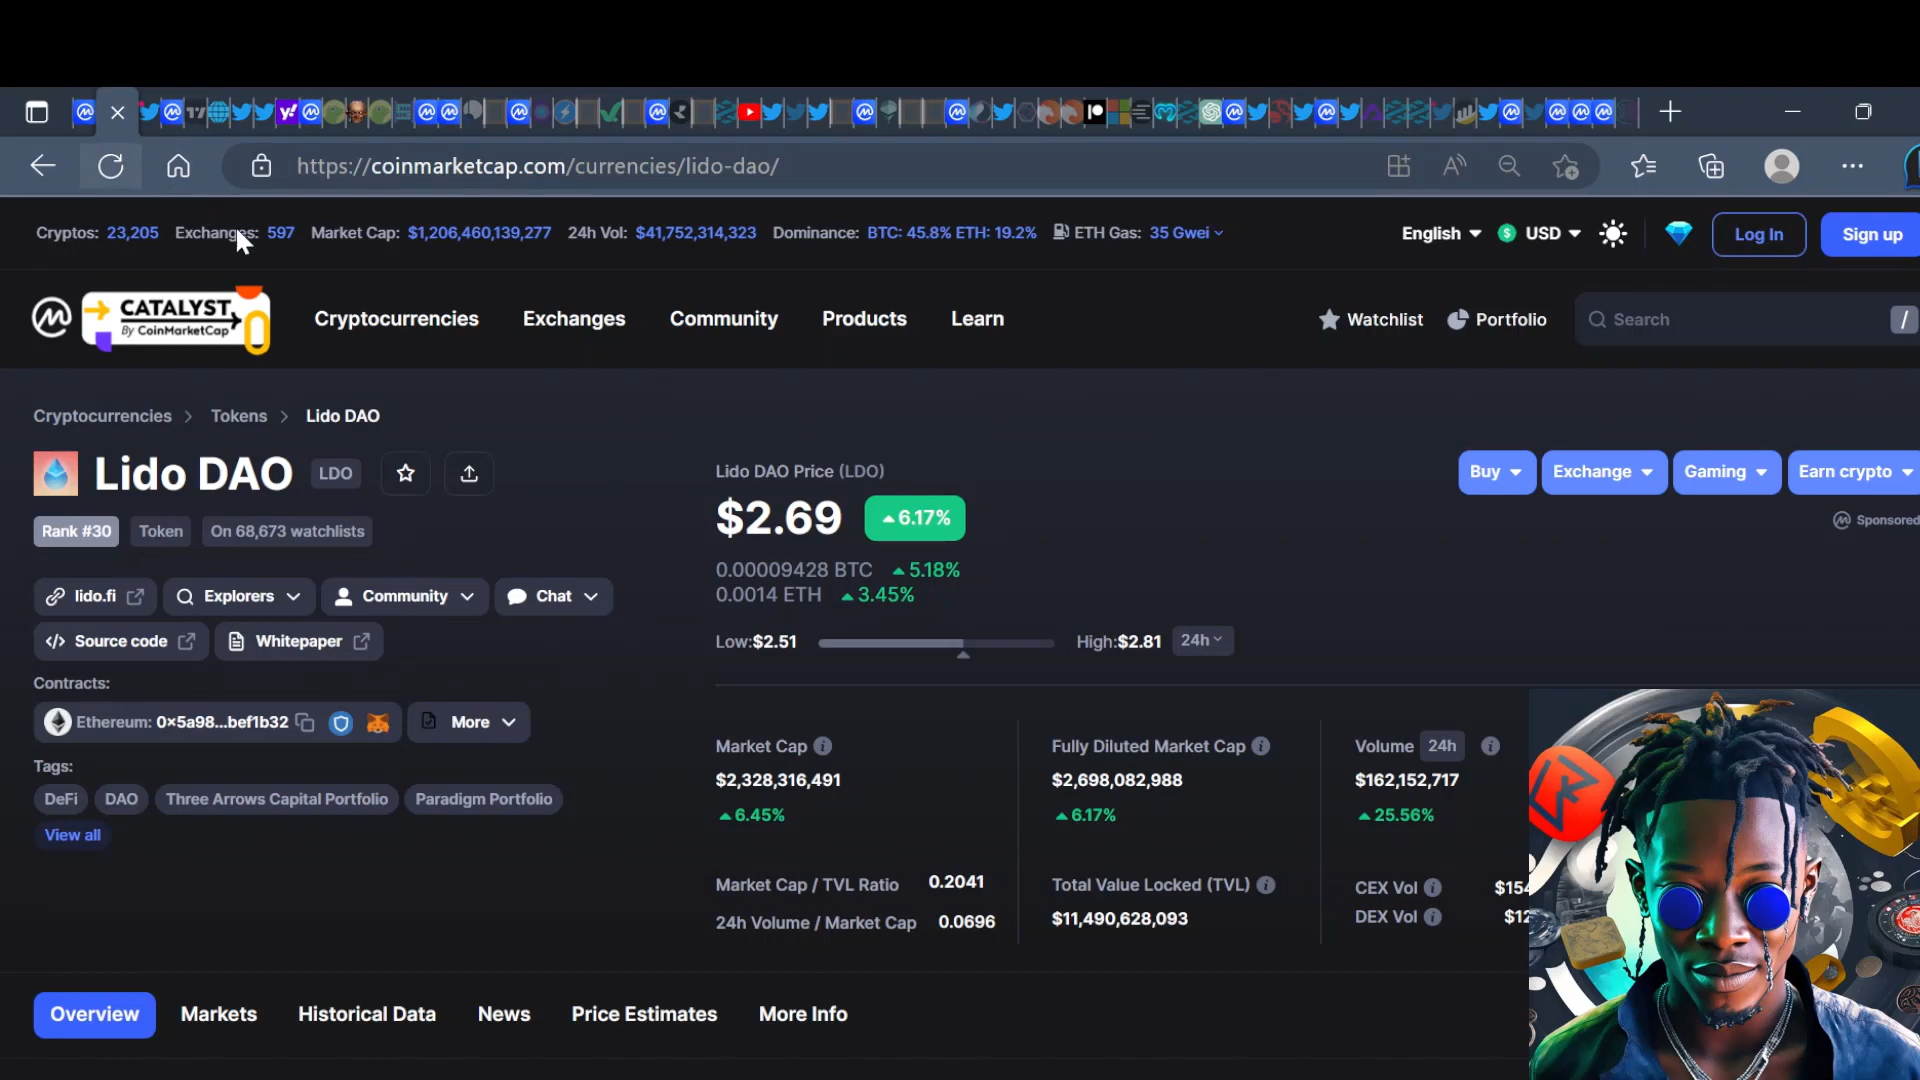 https://coinmarketcap.com/currencies/lido-dao/
Cryptos: 23,205 Exchanges: 597 Market Cap: $1,206,460,139,277 24h Vol: $41,752,314,323 Dominance: BTC: 45.8% ETH: 19.2% ETH Gas: 35 Gwei
English $ USD Log In Sign up
CATALYST
By CoinMarketCap
Cryptocurrencies Exchanges Community Products Learn
Watchlist Portfolio Search /
Cryptocurrencies > Tokens > Lido DAO
Lido DAO LDO
Rank #30 Token On 68,673 watchlists
lido.fi Explorers Community Chat
Source code Whitepaper
Contracts:
Ethereum: 0x5a98...bef1b32 More
Tags:
DeFi DAO Three Arrows Capital Portfolio Paradigm Portfolio
View all
Lido DAO Price (LDO)
$2.69 6.17%
0.00009428 BTC 5.18%
0.0014 ETH 3.45%
Low:$2.51 High:$2.81 24h
Buy Exchange Gaming Earn crypto
Sponsored
Market Cap
$2,328,316,491
6.45%
Fully Diluted Market Cap
$2,698,082,988
6.17%
Volume 24h
$162,152,717
25.56%
Market Cap / TVL Ratio 0.2041
24h Volume / Market Cap 0.0696
Total Value Locked (TVL)
$11,490,628,093
CEX Vol $154
DEX Vol $12
Overview Markets Historical Data News Price Estimates More Info